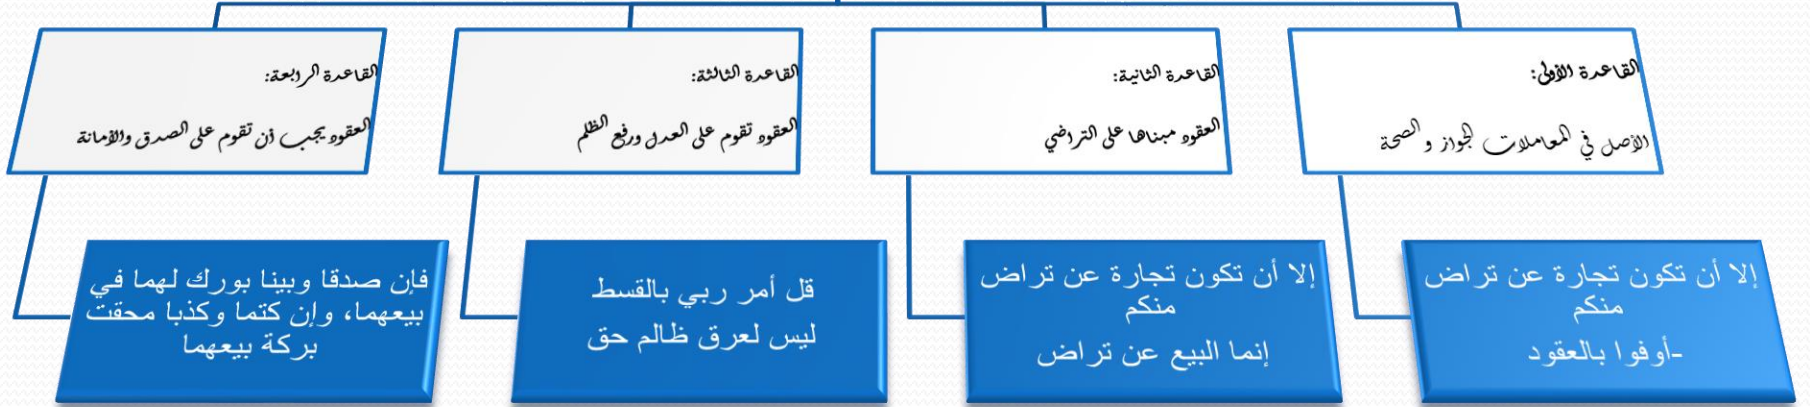 القاعدة الأولى:
الأصل في المعاملات الجواز و الصحة
إلا أن تكون تجارة عن تراض
منكم
-أوفوا بالعقود
القاعدة الثانية:
العقود مبناها على التراضي
إلا أن تكون تجارة عن تراض
منكم
إنما البيع عن تراض
القاعدة الثالثة:
العقود تقوم على العدل ورفع الظلم
قل أمر ربي بالقسط
ليس لعرق ظالم حق
القاعدة الرابعة:
العقود يجب أن تقوم على الصدق والأمانة
فإن صدقا وبينا بورك لهما في
بيعهما، وإن كتما وكذبا محقت
بركة بيعهما